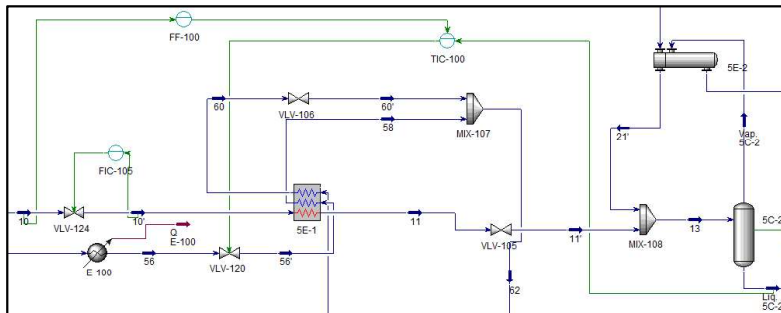 FF-100
TIC-100
5E-2
60
VLV-106
60'
58
MIX-107
21'
Vap.
5C-2
FIC-105
10
VLV-124
10'
Q
E-100
5E-1
11
VLV-105
11'
MIX-108
13
5C-2
E-100
56
VLV-120
56'
62
Liq.
5C-2